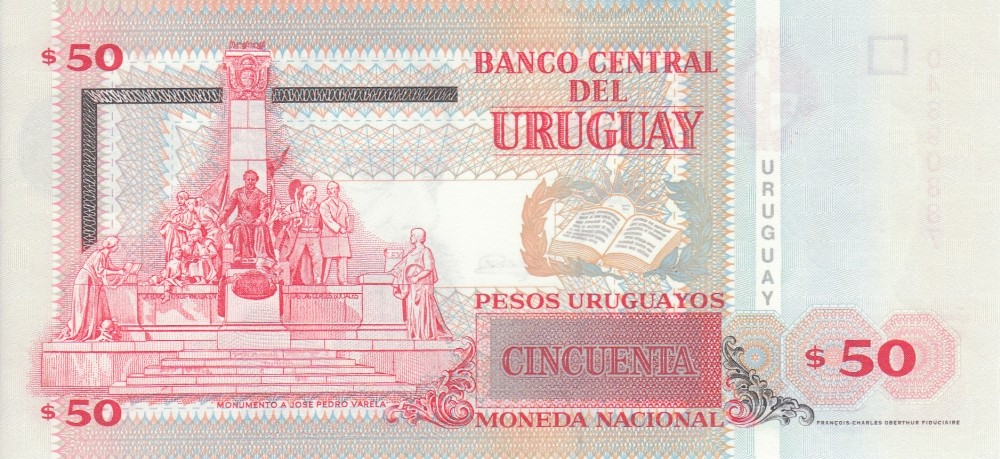 $ 50
BANCO CENTRAL
DEL
URUGUAY
URUGUAY
PESOS URUGUAYOS
CINCUENTA
$ 50
$ 50
MONUMENTO A JOSE PEDRO VARELA
MONEDA NACIONAL
FRANÇOIS-CHARLES OBERTHUR FIDUCIAIRE